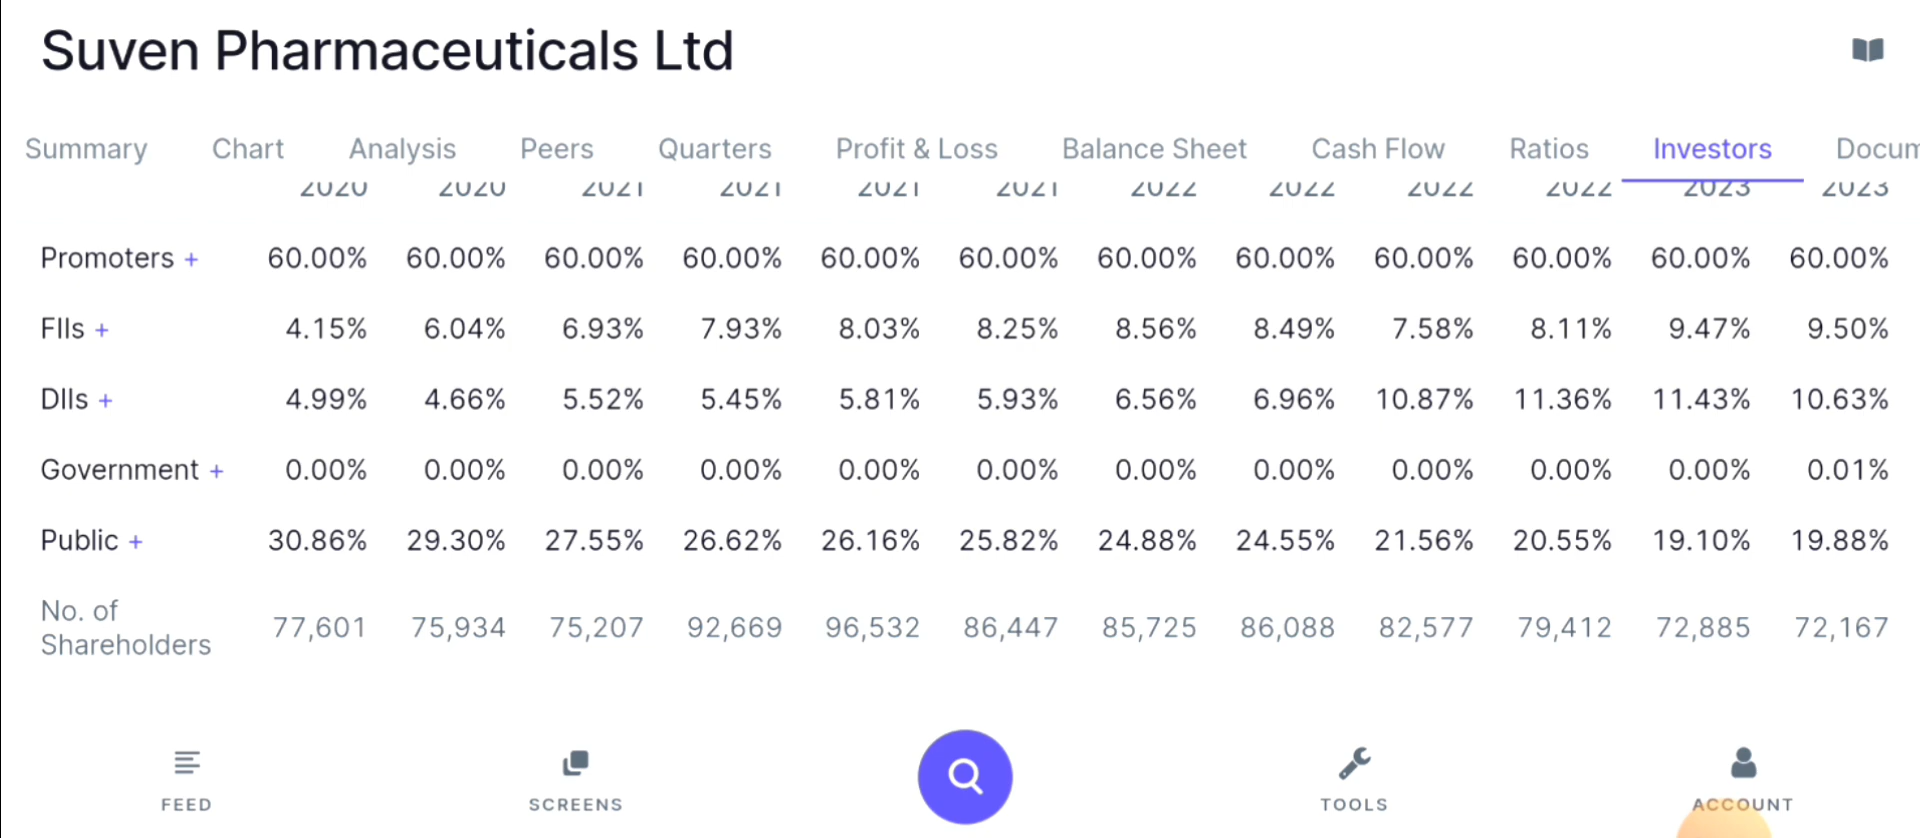 Suven Pharmaceuticals Ltd
Summary Chart Analysis Peers Quarters Profit & Loss Balance Sheet Cash Flow Ratios Investors Docum
2020 2020 2021 2021 2021 2021 2022 2022 2022 2022 2023 2023
Promoters + 60.00% 60.00% 60.00% 60.00% 60.00% 60.00% 60.00% 60.00% 60.00% 60.00% 60.00% 60.00%
FIIs + 4.15% 6.04% 6.93% 7.93% 8.03% 8.25% 8.56% 8.49% 7.58% 8.11% 9.47% 9.50%
DIIs + 4.99% 4.66% 5.52% 5.45% 5.81% 5.93% 6.56% 6.96% 10.87% 11.36% 11.43% 10.63%
Government + 0.00% 0.00% 0.00% 0.00% 0.00% 0.00% 0.00% 0.00% 0.00% 0.00% 0.00% 0.01%
Public + 30.86% 29.30% 27.55% 26.62% 26.16% 25.82% 24.88% 24.55% 21.56% 20.55% 19.10% 19.88%
No. of
Shareholders 77,601 75,934 75,207 92,669 96,532 86,447 85,725 86,088 82,577 79,412 72,885 72,167
FEED SCREENS TOOLS ACCOUNT